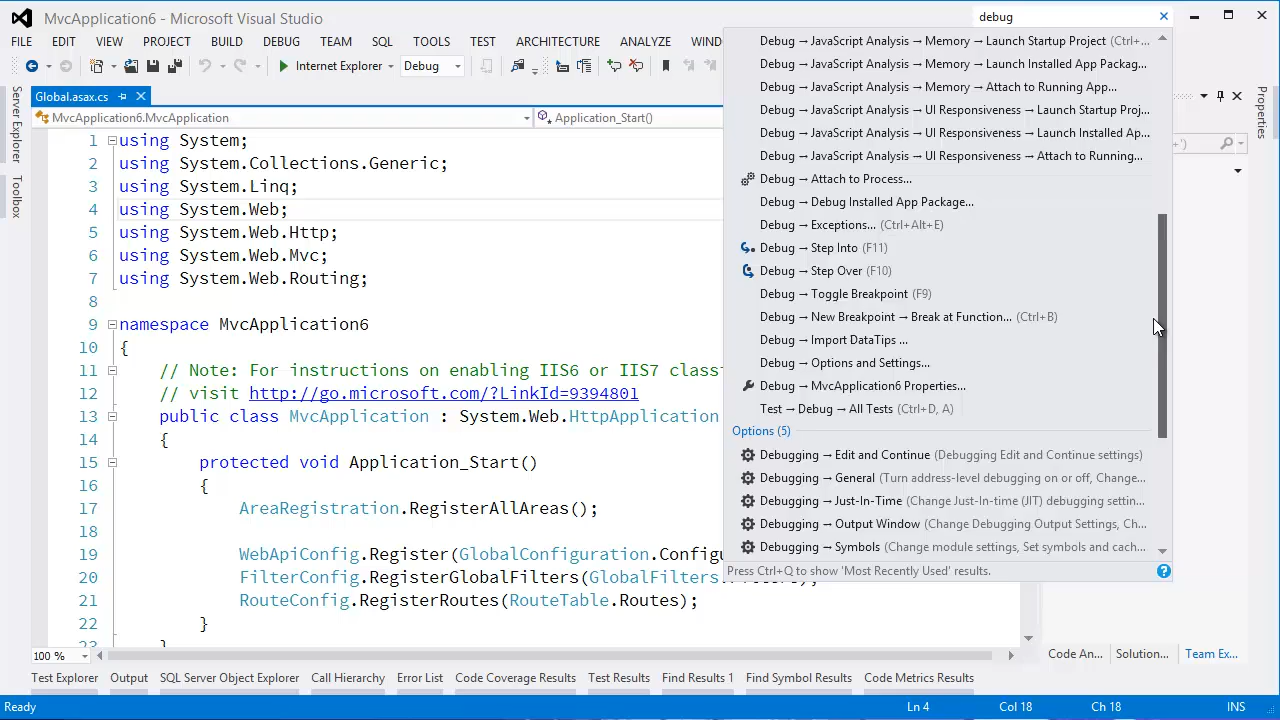 MvcApplication6 - Microsoft Visual Studio
debug
FILE EDIT VIEW PROJECT BUILD DEBUG TEAM SQL TOOLS TEST ARCHITECTURE ANALYZE WIND
Internet Explorer Debug
Global.asax.cs
MvcApplication6.MvcApplication Application_Start()
Server Explorer
Toolbox
1 using System;
2 using System.Collections.Generic;
3 using System.Linq;
4 using System.Web;
5 using System.Web.Http;
6 using System.Web.Mvc;
7 using System.Web.Routing;
8
9 namespace MvcApplication6
10 {
11 // Note: For instructions on enabling IIS6 or IIS7 class
12 // visit http://go.microsoft.com/?LinkId=9394801
13 public class MvcApplication : System.Web.HttpApplication
14 {
15 protected void Application_Start()
16 {
17 AreaRegistration.RegisterAllAreas();
18
19 WebApiConfig.Register(GlobalConfiguration.Configu
20 FilterConfig.RegisterGlobalFilters(GlobalFilters.Filters);
21 RouteConfig.RegisterRoutes(RouteTable.Routes);
22 }
23 }
Debug → JavaScript Analysis → Memory → Launch Startup Project (Ctrl+...
Debug → JavaScript Analysis → Memory → Launch Installed App Packag...
Debug → JavaScript Analysis → Memory → Attach to Running App...
Debug → JavaScript Analysis → UI Responsiveness → Launch Startup Proj...
Debug → JavaScript Analysis → UI Responsiveness → Launch Installed Ap...
Debug → JavaScript Analysis → UI Responsiveness → Attach to Running...
Debug → Attach to Process...
Debug → Debug Installed App Package...
Debug → Exceptions... (Ctrl+Alt+E)
Debug → Step Into (F11)
Debug → Step Over (F10)
Debug → Toggle Breakpoint (F9)
Debug → New Breakpoint → Break at Function... (Ctrl+B)
Debug → Import DataTips ...
Debug → Options and Settings...
Debug → MvcApplication6 Properties...
Test → Debug → All Tests (Ctrl+D, A)
Options (5)
Debugging → Edit and Continue (Debugging Edit and Continue settings)
Debugging → General (Turn address-level debugging on or off, Change...
Debugging → Just-In-Time (Change Just-In-time (JIT) debugging settin...
Debugging → Output Window (Change Debugging Output Settings, Ch...
Debugging → Symbols (Change module settings, Set symbols and cach...
Press Ctrl+Q to show 'Most Recently Used' results.
+')
Properties
100 %
Code An... Solution... Team Ex...
Test Explorer Output SQL Server Object Explorer Call Hierarchy Error List Code Coverage Results Test Results Find Results 1 Find Symbol Results Code Metrics Results
Ready Ln 4 Col 18 Ch 18 INS